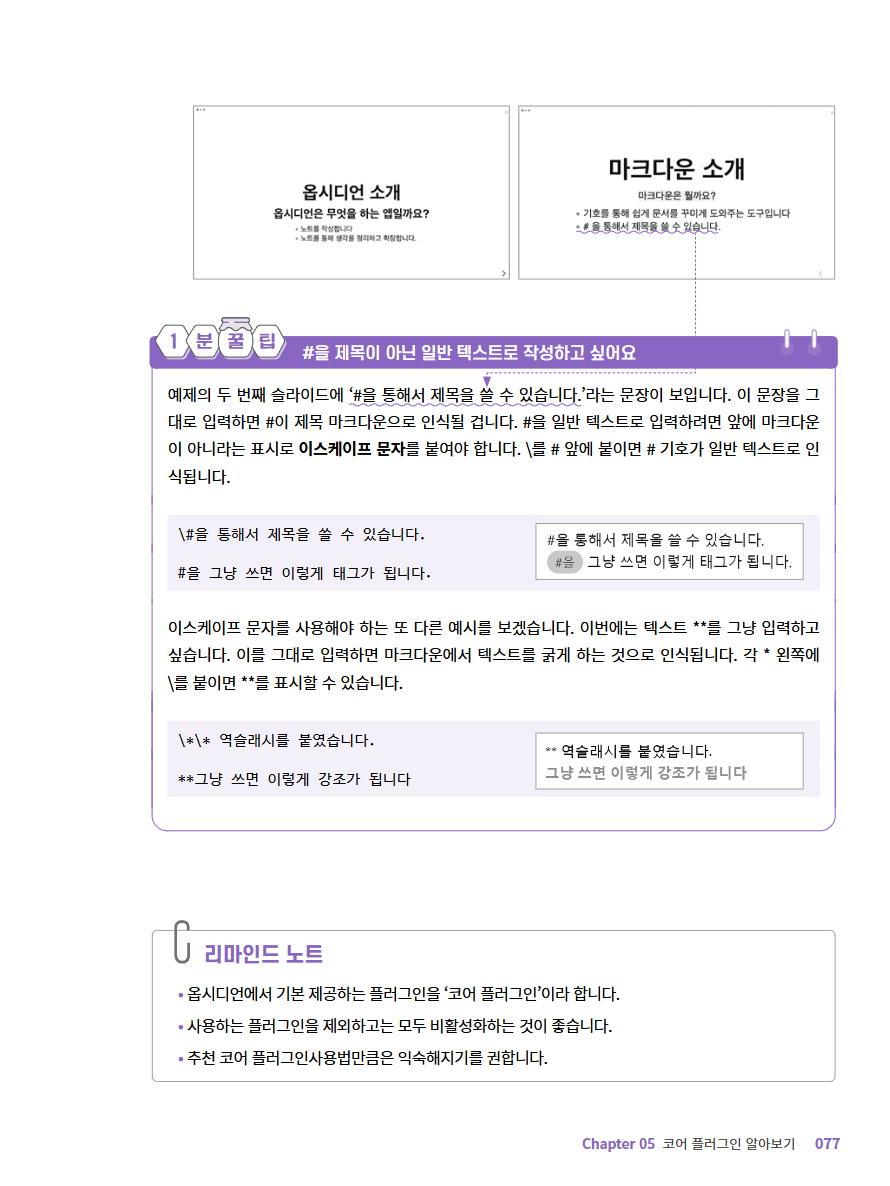 옵시디언 소개
옵시디언은 무엇을 하는 앱일까요?
• 노트를 작성합니다
• 노트를 통해 생각을 정리하고 확장합니다.
마크다운 소개
마크다운은 뭘까요?
• 기호를 통해 쉽게 문서를 꾸미게 도와주는 도구입니다
• # 을 통해서 제목을 쓸 수 있습니다.
1분 꿀팁 #을 제목이 아닌 일반 텍스트로 작성하고 싶어요
예제의 두 번째 슬라이드에 ‘#을 통해서 제목을 쓸 수 있습니다.’라는 문장이 보입니다. 이 문장을 그
대로 입력하면 #이 제목 마크다운으로 인식될 겁니다. #을 일반 텍스트로 입력하려면 앞에 마크다운
이 아니라는 표시로 이스케이프 문자를 붙여야 합니다. \를 # 앞에 붙이면 # 기호가 일반 텍스트로 인
식됩니다.
\#을 통해서 제목을 쓸 수 있습니다.
#을 그냥 쓰면 이렇게 태그가 됩니다.
#을 통해서 제목을 쓸 수 있습니다.
#을 그냥 쓰면 이렇게 태그가 됩니다.
이스케이프 문자를 사용해야 하는 또 다른 예시를 보겠습니다. 이번에는 텍스트 **를 그냥 입력하고
싶습니다. 이를 그대로 입력하면 마크다운에서 텍스트를 굵게 하는 것으로 인식됩니다. 각 * 왼쪽에
\를 붙이면 **를 표시할 수 있습니다.
\*\* 역슬래시를 붙였습니다.
**그냥 쓰면 이렇게 강조가 됩니다
** 역슬래시를 붙였습니다.
그냥 쓰면 이렇게 강조가 됩니다
리마인드 노트
• 옵시디언에서 기본 제공하는 플러그인을 ‘코어 플러그인’이라 합니다.
• 사용하는 플러그인을 제외하고는 모두 비활성화하는 것이 좋습니다.
• 추천 코어 플러그인사용법만큼은 익숙해지기를 권합니다.
Chapter 05 코어 플러그인 알아보기 077